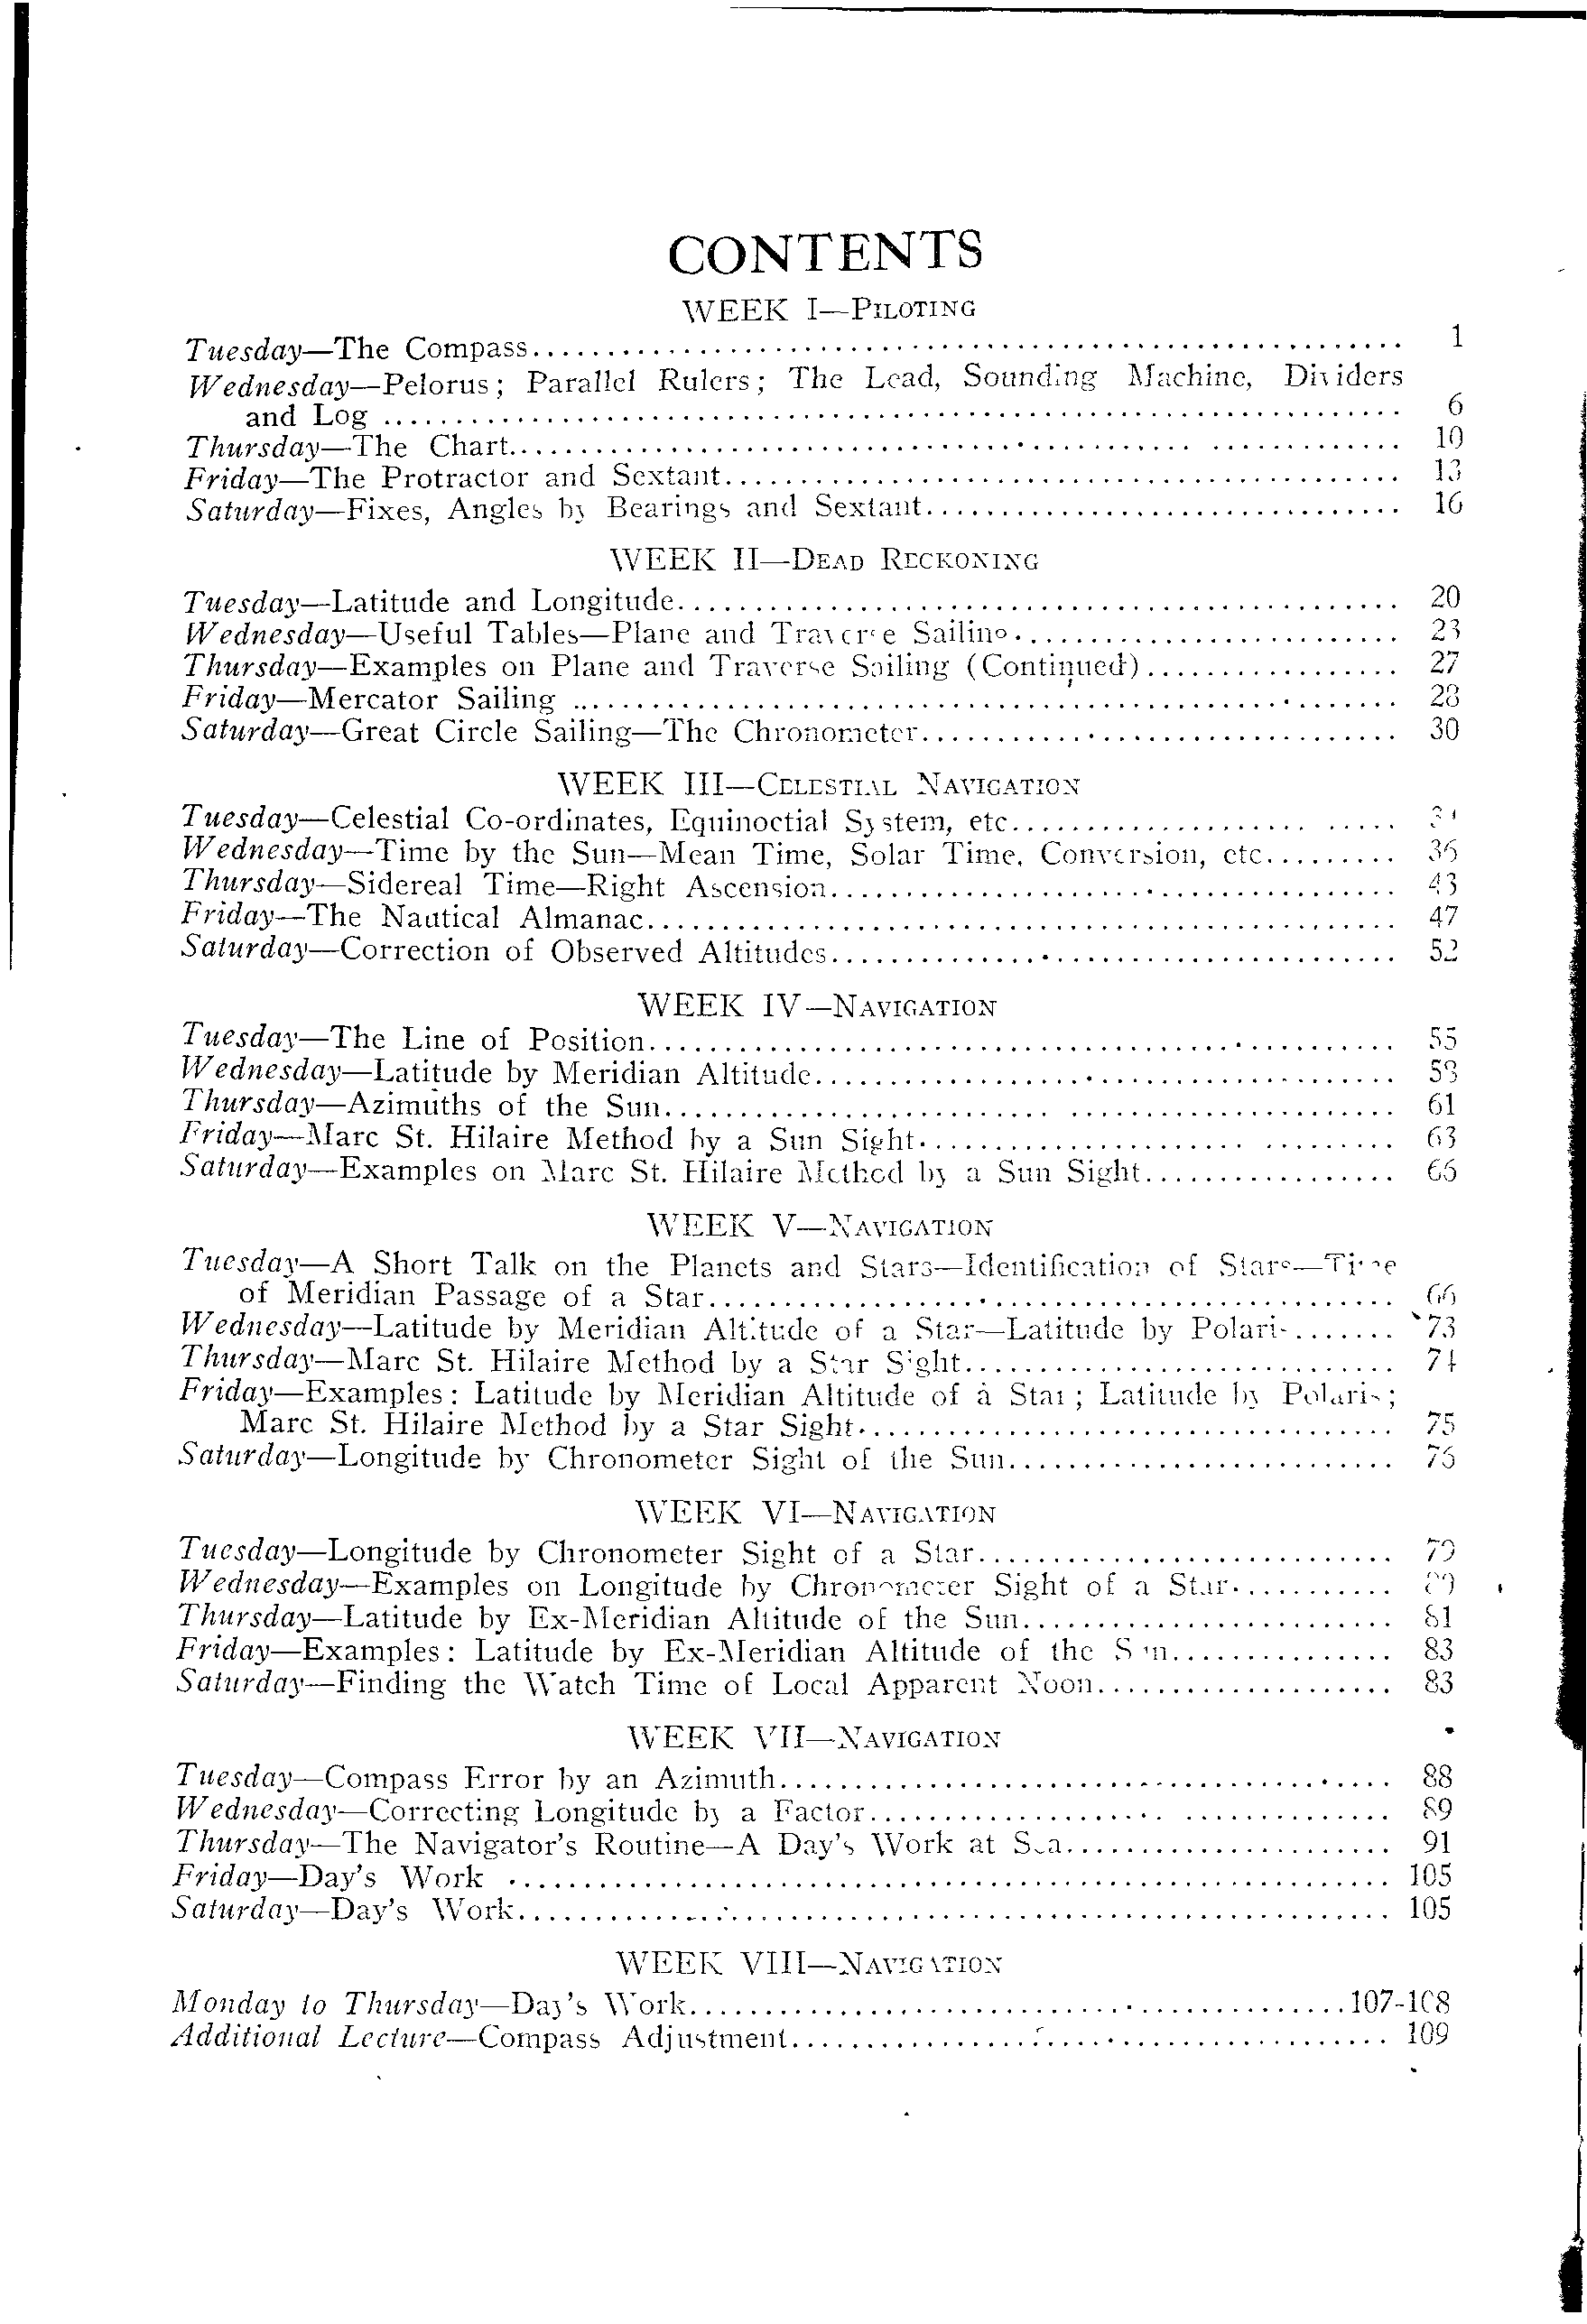 CONTENTS
WEEK I—PILOTING
Tuesday—The Compass 1
Wednesday—Pelorus; Parallel Rulers; The Lead, Sounding Machine, Dividers
and Log 6
Thursday—The Chart 10
Friday—The Protractor and Sextant 13
Saturday—Fixes, Angles by Bearings and Sextant 16
WEEK II—DEAD RECKONING
Tuesday—Latitude and Longitude 20
Wednesday—Useful Tables—Plane and Traverse Sailing 23
Thursday—Examples on Plane and Traverse Sailing (Continued) 27
Friday—Mercator Sailing 28
Saturday—Great Circle Sailing—The Chronometer 30
WEEK III—CELESTIAL NAVIGATION
Tuesday—Celestial Co-ordinates, Equinoctial System, etc.
Wednesday—Time by the Sun—Mean Time, Solar Time, Conversion, etc. 36
Thursday—Sidereal Time—Right Ascension 43
Friday—The Nautical Almanac 47
Saturday—Correction of Observed Altitudes 52
WEEK IV—NAVIGATION
Tuesday—The Line of Position 55
Wednesday—Latitude by Meridian Altitude
Thursday—Azimuths of the Sun 61
Friday—Marc St. Hilaire Method by a Sun Sight 63
Saturday—Examples on Marc St. Hilaire Method by a Sun Sight
WEEK V—NAVIGATION
Tuesday—A Short Talk on the Planets and Stars—Identification of Stars—Time
of Meridian Passage of a Star 66
Wednesday—Latitude by Meridian Altitude of a Star—Latitude by Polaris 73
Thursday—Marc St. Hilaire Method by a Star Sight 74
Friday—Examples: Latitude by Meridian Altitude of a Star; Latitude by Polaris;
Marc St. Hilaire Method by a Star Sight 75
Saturday—Longitude by Chronometer Sight of the Sun 76
WEEK VI—NAVIGATION
Tuesday—Longitude by Chronometer Sight of a Star 79
Wednesday—Examples on Longitude by Chronometer Sight of a Star
Thursday—Latitude by Ex-Meridian Altitude of the Sun 81
Friday—Examples: Latitude by Ex-Meridian Altitude of the Sun 83
Saturday—Finding the Watch Time of Local Apparent Noon 83
WEEK VII—NAVIGATION
Tuesday—Compass Error by an Azimuth 88
Wednesday—Correcting Longitude by a Factor 89
Thursday—The Navigator's Routine—A Day's Work at Sea 91
Friday—Day's Work 105
Saturday—Day's Work 105
WEEK VIII—NAVIGATION
Monday to Thursday—Day's Work 107-108
Additional Lecture—Compass Adjustment 109